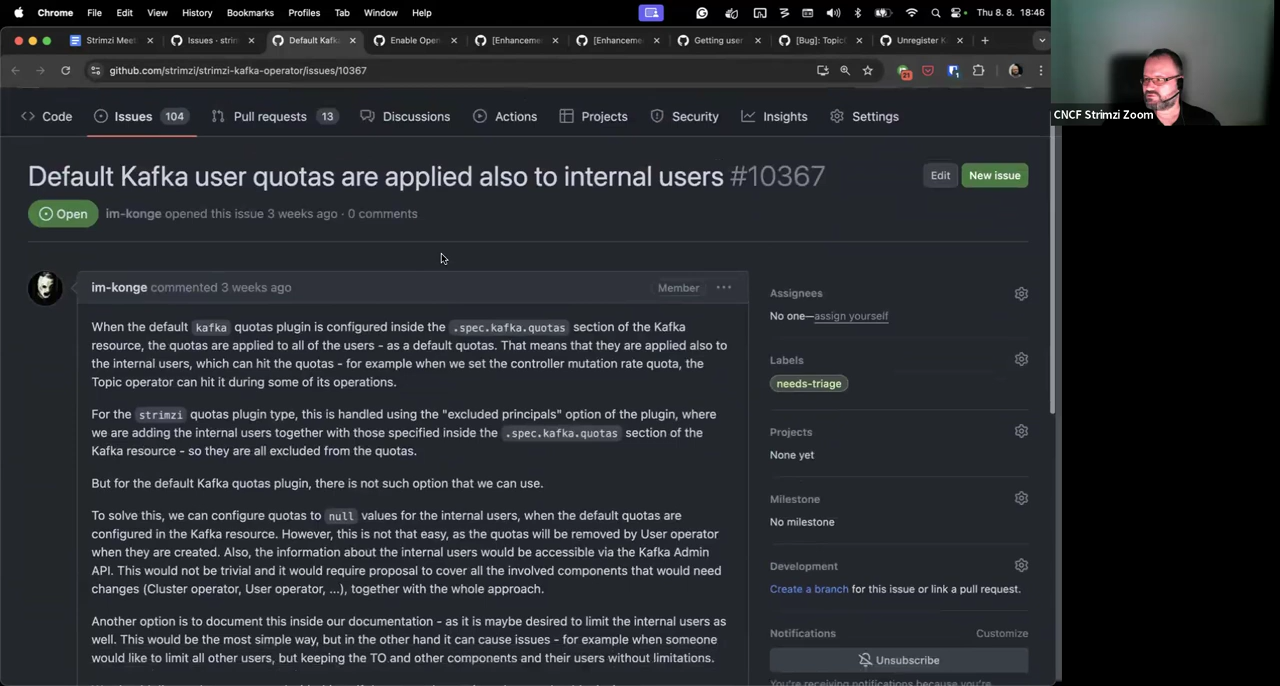 Chrome File Edit View History Bookmarks Profiles Tab Window Help
Thu 8. 8. 18:46
Strimzi Meet
Issues · strim
Default Kafk
Enable Open
[Enhanceme
[Enhanceme
Getting user
[Bug]: Topic
Unregister K
github.com/strimzi/strimzi-kafka-operator/issues/10367
21
CNCF Strimzi Zoom
Code Issues 104 Pull requests 13 Discussions Actions Projects Security Insights Settings
Default Kafka user quotas are applied also to internal users #10367
Edit New issue
Open im-konge opened this issue 3 weeks ago · 0 comments
im-konge commented 3 weeks ago Member ···
When the default kafka quotas plugin is configured inside the .spec.kafka.quotas section of the Kafka
resource, the quotas are applied to all of the users - as a default quotas. That means that they are applied also to
the internal users, which can hit the quotas - for example when we set the controller mutation rate quota, the
Topic operator can hit it during some of its operations.
For the strimzi quotas plugin type, this is handled using the "excluded principals" option of the plugin, where
we are adding the internal users together with those specified inside the .spec.kafka.quotas section of the
Kafka resource - so they are all excluded from the quotas.
But for the default Kafka quotas plugin, there is not such option that we can use.
To solve this, we can configure quotas to null values for the internal users, when the default quotas are
configured in the Kafka resource. However, this is not that easy, as the quotas will be removed by User operator
when they are created. Also, the information about the internal users would be accessible via the Kafka Admin
API. This would not be trivial and it would require proposal to cover all the involved components that would need
changes (Cluster operator, User operator, ...), together with the whole approach.
Another option is to document this inside our documentation - as it is maybe desired to limit the internal users as
well. This would be the most simple way, but in the other hand it can cause issues - for example when someone
would like to limit all other users, but keeping the TO and other components and their users without limitations.
Assignees
No one—assign yourself
Labels
needs-triage
Projects
None yet
Milestone
No milestone
Development
Create a branch for this issue or link a pull request.
Notifications Customize
Unsubscribe
You're receiving notifications because you're